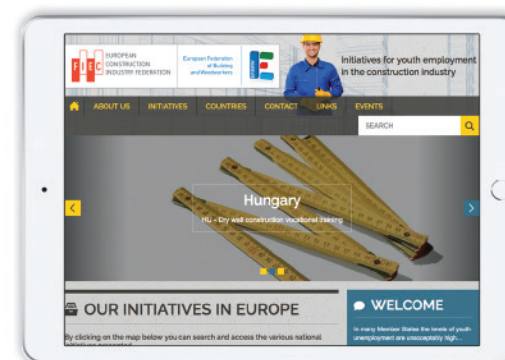 FIEC
EUROPEAN
CONSTRUCTION
INDUSTRY FEDERATION
European Federation
of Building
and Woodworkers
Initiatives for youth employment
in the construction industry
ABOUT US INITIATIVES COUNTRIES CONTACT LINKS EVENTS
SEARCH
Hungary
HU - Dry wall construction vocational training
OUR INITIATIVES IN EUROPE
By clicking on the map below you can search and access the various national
initiatives presented
WELCOME
In many Member States the levels of youth
unemployment are unacceptably high...